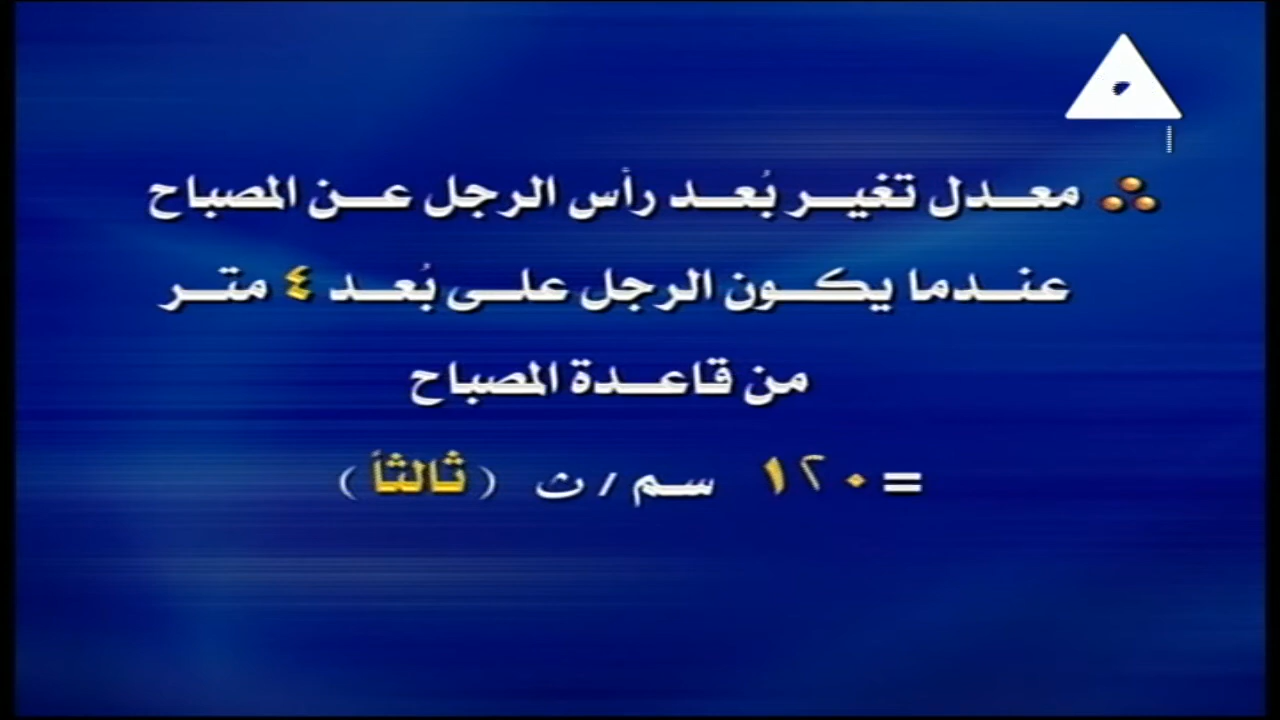 معدل تغير بُعد رأس الرجل عن المصباح
عندما يكون الرجل على بُعد ٤ متر
من قاعدة المصباح
= ١٢٠ سم / ث (ثالثاً)